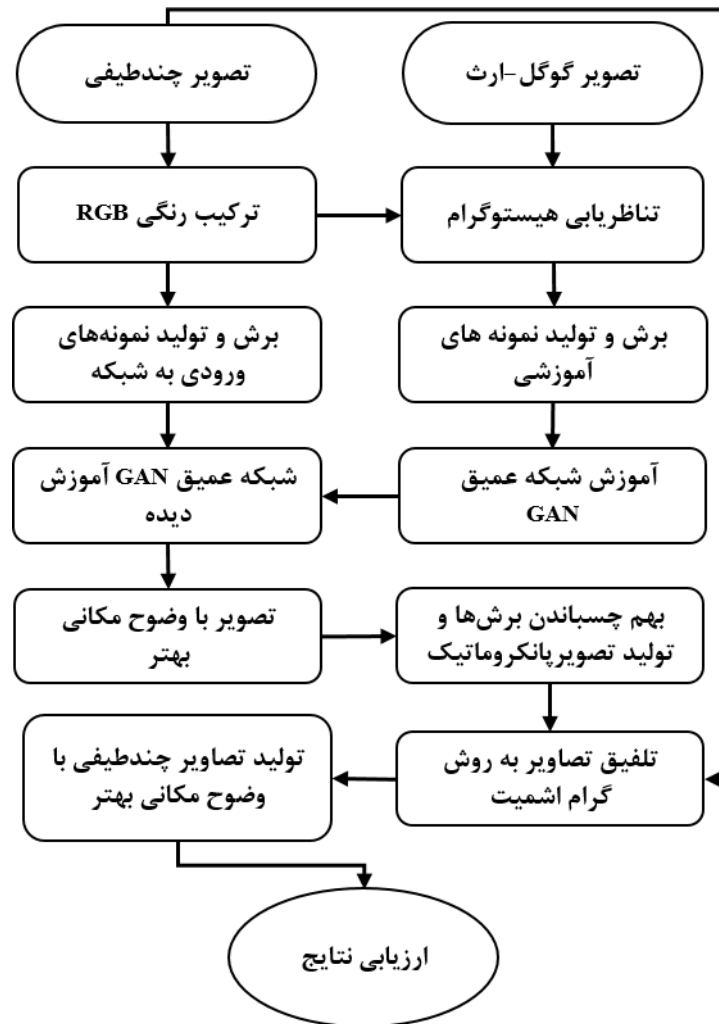 تصویر چندطیفی
تصویر گوگل-ارث
ترکیب رنگی RGB
تناظریابی هیستوگرام
برش و تولید نمونه‌های
ورودی به شبکه
برش و تولید نمونه های
آموزشی
شبکه عمیق GAN آموزش
دیده
آموزش شبکه عمیق
GAN
تصویر با وضوح مکانی
بهتر
بهم چسباندن برش‌ها و
تولید تصویرپانکروماتیک
تولید تصاویر چندطیفی با
وضوح مکانی بهتر
تلفیق تصاویر به روش
گرام اشمیت
ارزیابی نتایج